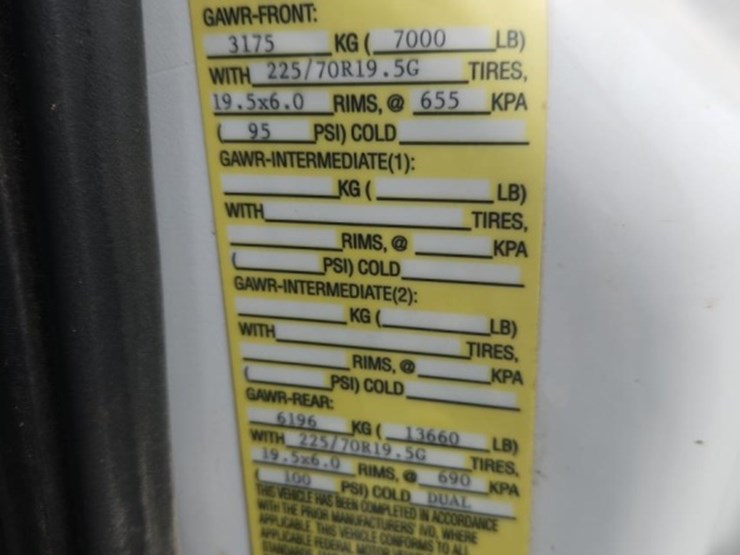 GAWR-FRONT:
3175 KG ( 7000 LB)
WITH 225/70R19.5G TIRES,
19.5x6.0 RIMS, @ 655 KPA
( 95 PSI) COLD
GAWR-INTERMEDIATE(1):
KG ( LB)
WITH TIRES,
RIMS, @ KPA
( PSI) COLD
GAWR-INTERMEDIATE(2):
KG ( LB)
WITH TIRES,
RIMS, @ KPA
( PSI) COLD
GAWR-REAR:
6196 KG ( 13660 LB)
WITH 225/70R19.5G TIRES,
19.5x6.0 RIMS, @ 690 KPA
( 100 PSI) COLD DUAL
THIS VEHICLE HAS BEEN COMPLETED IN ACCORDANCE
WITH THE PRIOR MANUFACTURERS' IVD, WHERE
APPLICABLE THIS VEHICLE CONFORMS TO ALL
APPLICABLE FEDERAL MOTOR